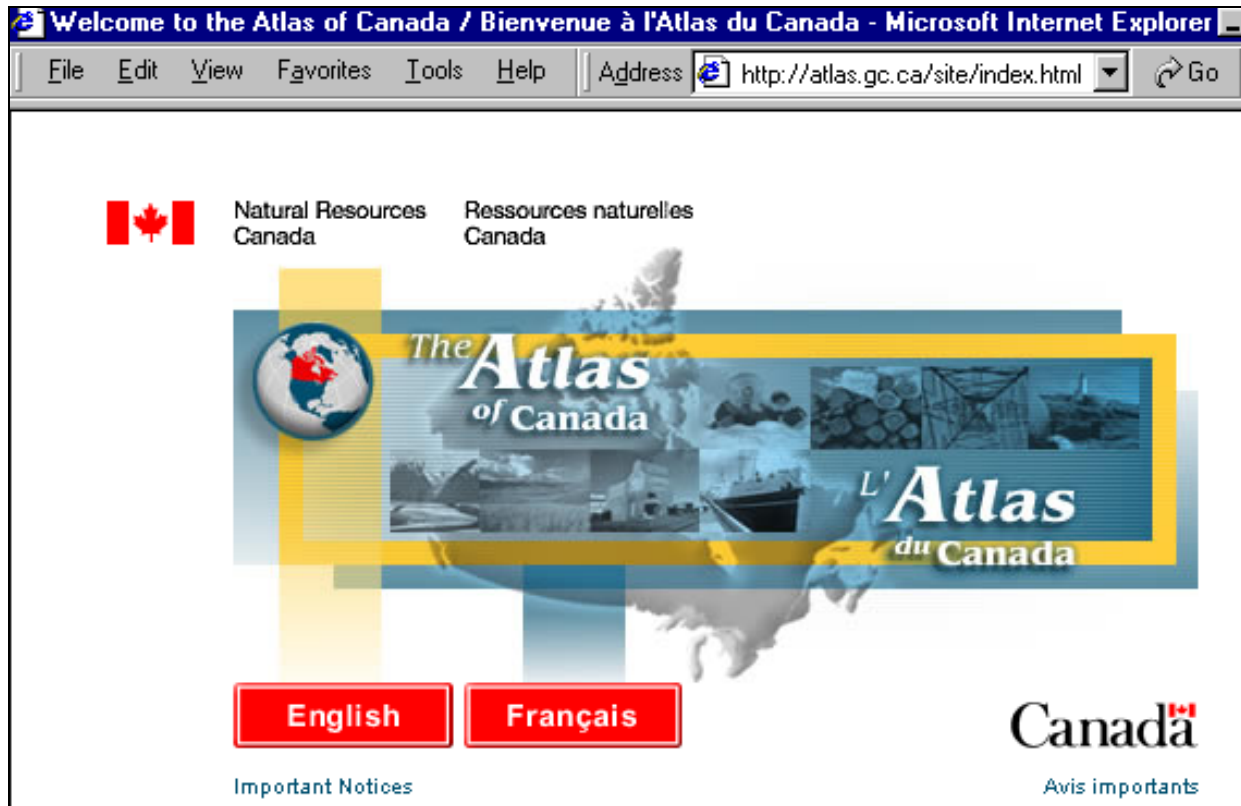 Welcome to the Atlas of Canada / Bienvenue à l'Atlas du Canada - Microsoft Internet Explorer
File Edit View Favorites Tools Help Address http://atlas.gc.ca/site/index.html Go
Natural Resources Ressources naturelles
Canada Canada
The Atlas
of Canada
L'Atlas
du Canada
English Français
Canada
Important Notices Avis importants